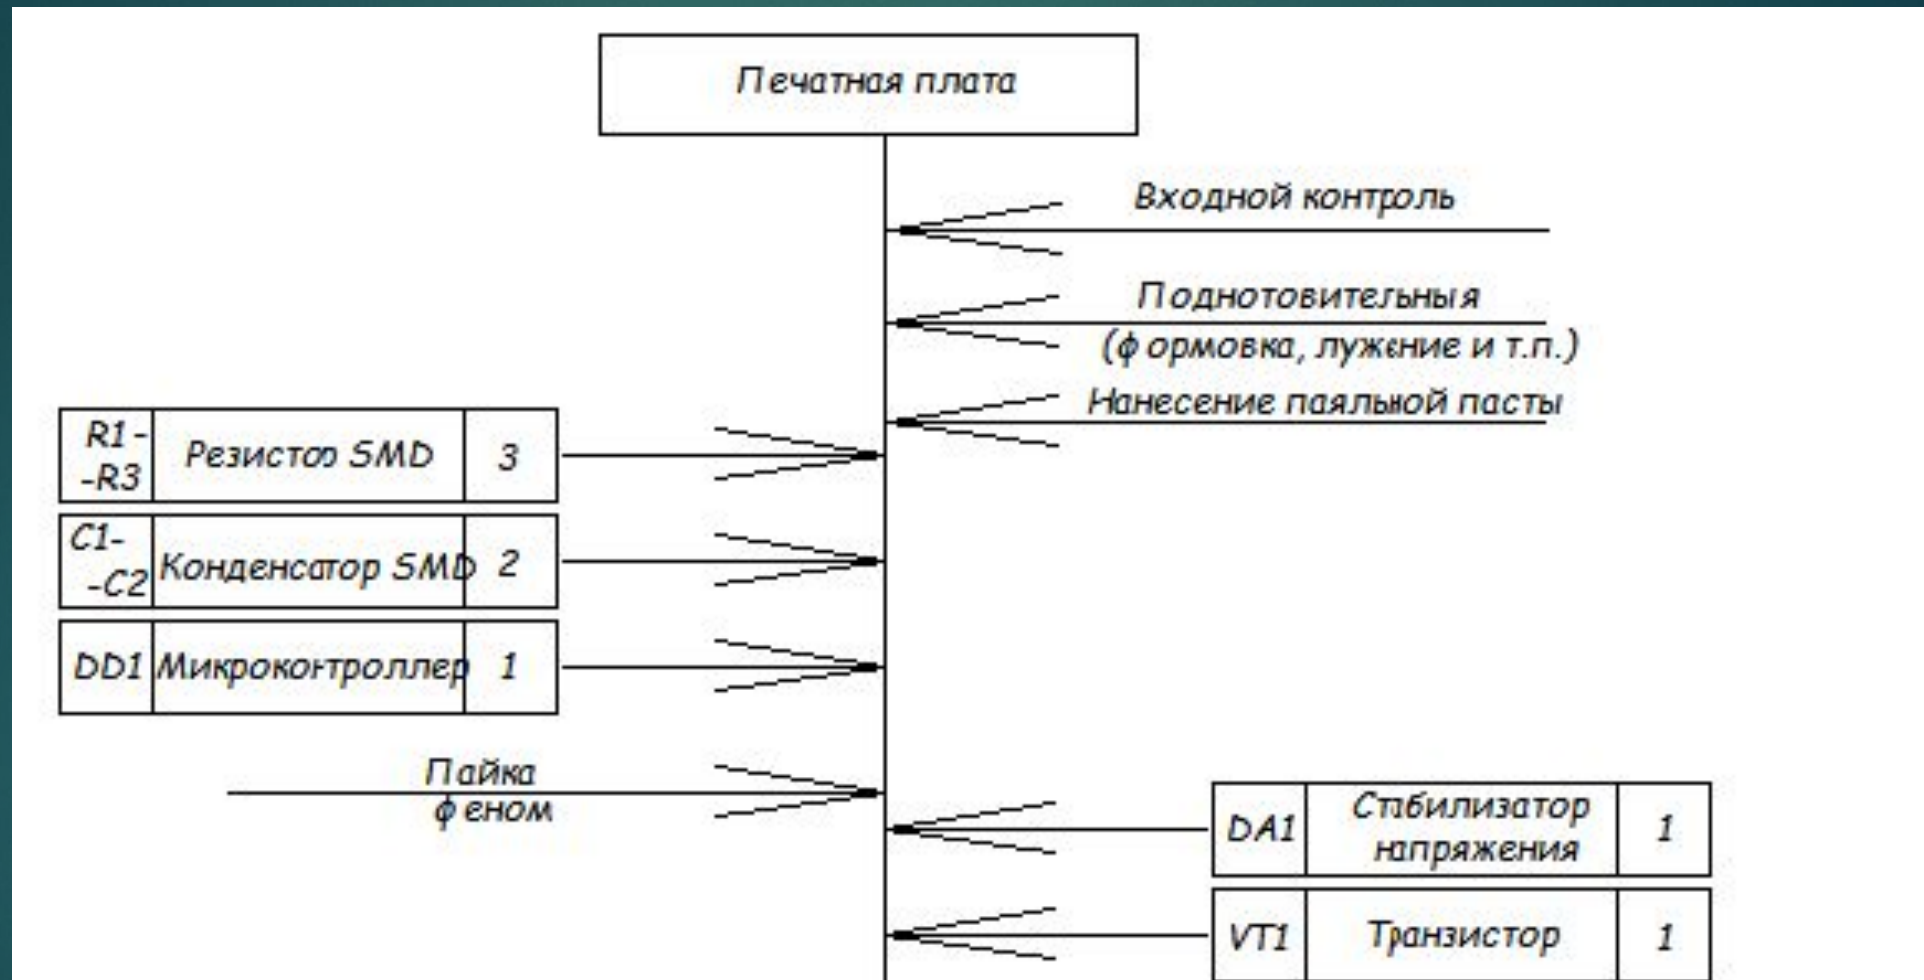 Печатная плата
Входной контроль
Поднотовительныя
(формовка, лужение и т.п.)
Нанесение паяльной пасты
R1-
-R3
Резистор SMD
3
C1-
-C2
Конденсатор SMD
2
DD1
Микроконтроллер
1
Пайка
феном
DA1
Стабилизатор
напряжения
1
VT1
Транзистор
1